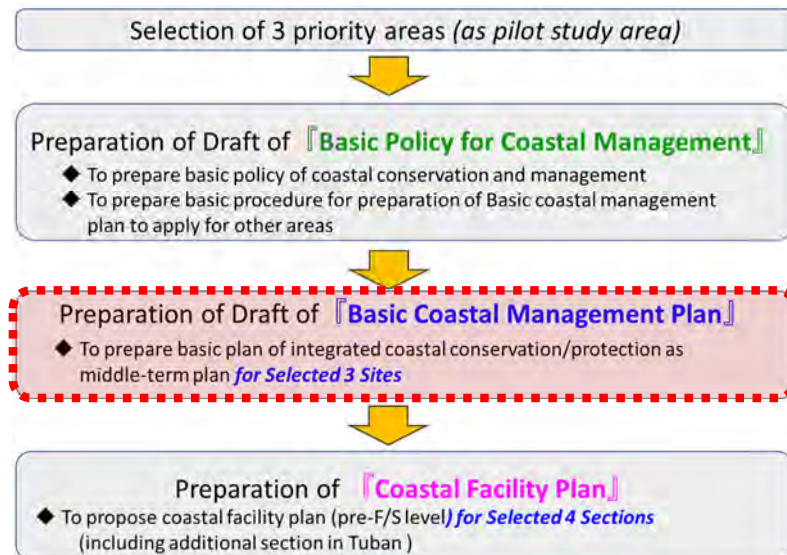 Selection of 3 priority areas (as pilot study area)
Preparation of Draft of『Basic Policy for Coastal Management』
◆ To prepare basic policy of coastal conservation and management
◆ To prepare basic procedure for preparation of Basic coastal management
plan to apply for other areas
Preparation of Draft of『Basic Coastal Management Plan』
◆ To prepare basic plan of integrated coastal conservation/protection as
middle-term plan for Selected 3 Sites
Preparation of 『Coastal Facility Plan』
◆ To propose coastal facility plan (pre-F/S level) for Selected 4 Sections
(including additional section in Tuban )